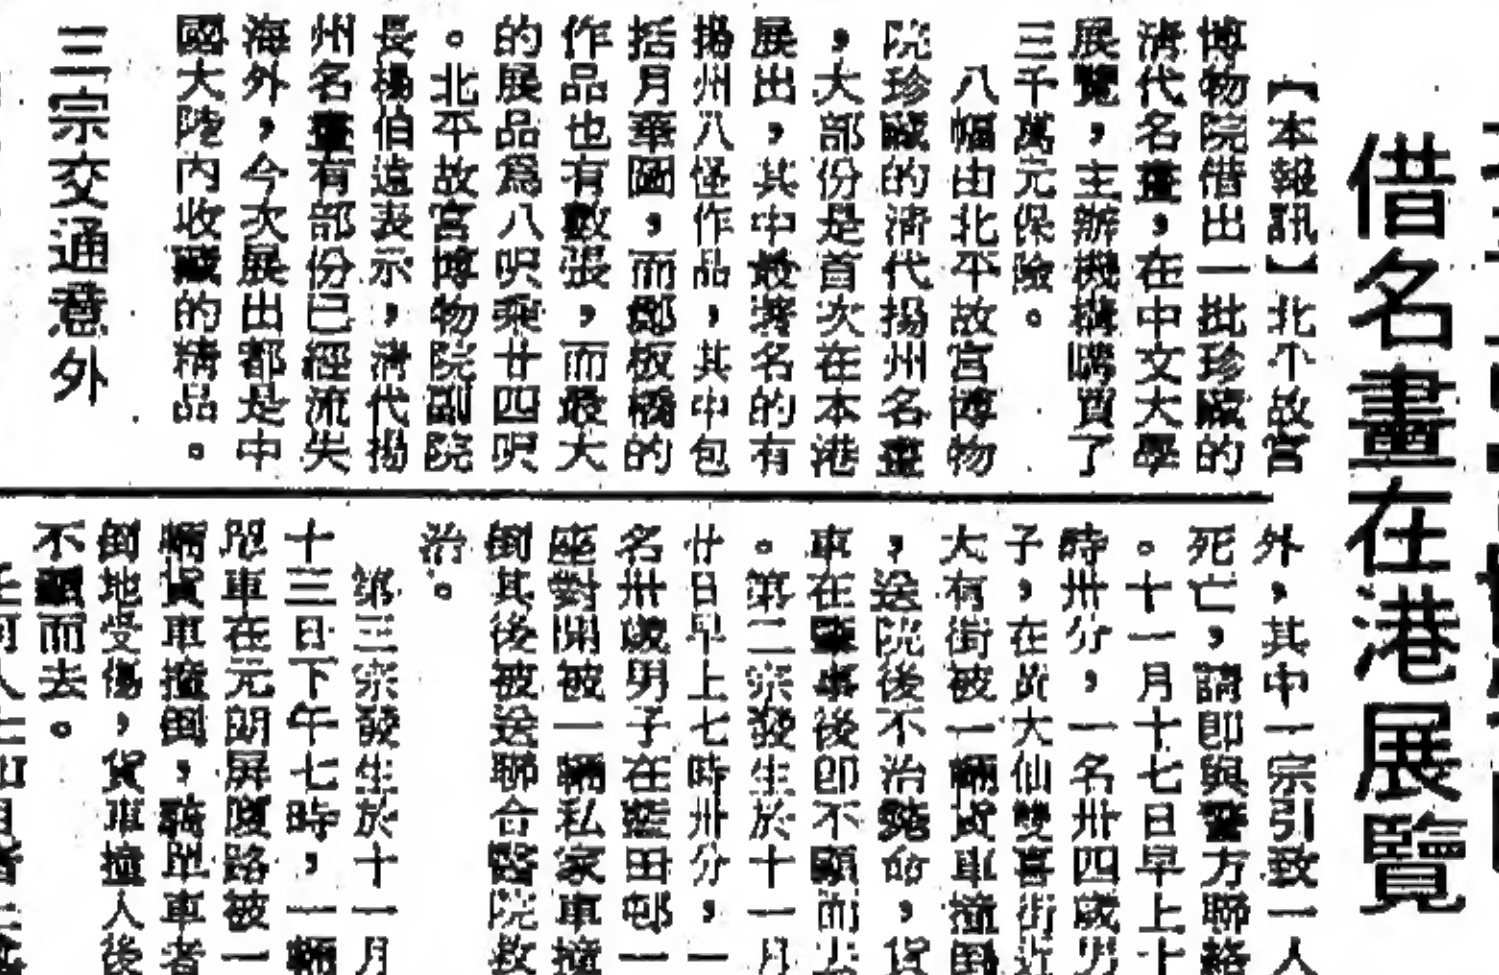 借名畫在港展覽
【本報訊】北平故宮
博物院借出一批珍藏的
清代名畫，在中文大學
展覽，主辦機構購買了
三千萬元保險。
八幅由北平故宮博物
院珍藏的清代揚州名畫
，大部份是首次在本港
展出，其中最著名的有
揚州八怪作品，其中包
括月華圖，而鄭板橋的
作品也有數張，而最大
的展品為八呎乘廿四呎
。北平故宮博物院副院
長楊伯達表示，清代揚
州名畫有部份已經流失
海外，今次展出都是中
國大陸內收藏的精品。
三宗交通意外
外，其中一宗引致一人
死亡，請即與警方聯絡
。十一月十七日早上十
時卅分，一名卅四歲男
子，在黃大仙雙喜街近
大有街被一輛貨車撞倒
，送院後不治斃命，貨
車在肇事後即不顧而去
。第二宗發生於十一月
廿日早上七時卅分，一
名卅歲男子在藍田邨一
座對開被一輛私家車撞
倒其後被送聯合醫院救
治。
第三宗發生於十一月
十三日下午七時，一輛
單車在元朗屏廈路被一
輛貨車撞倒，騎單車者
倒地受傷，貨車撞人後
不顧而去。